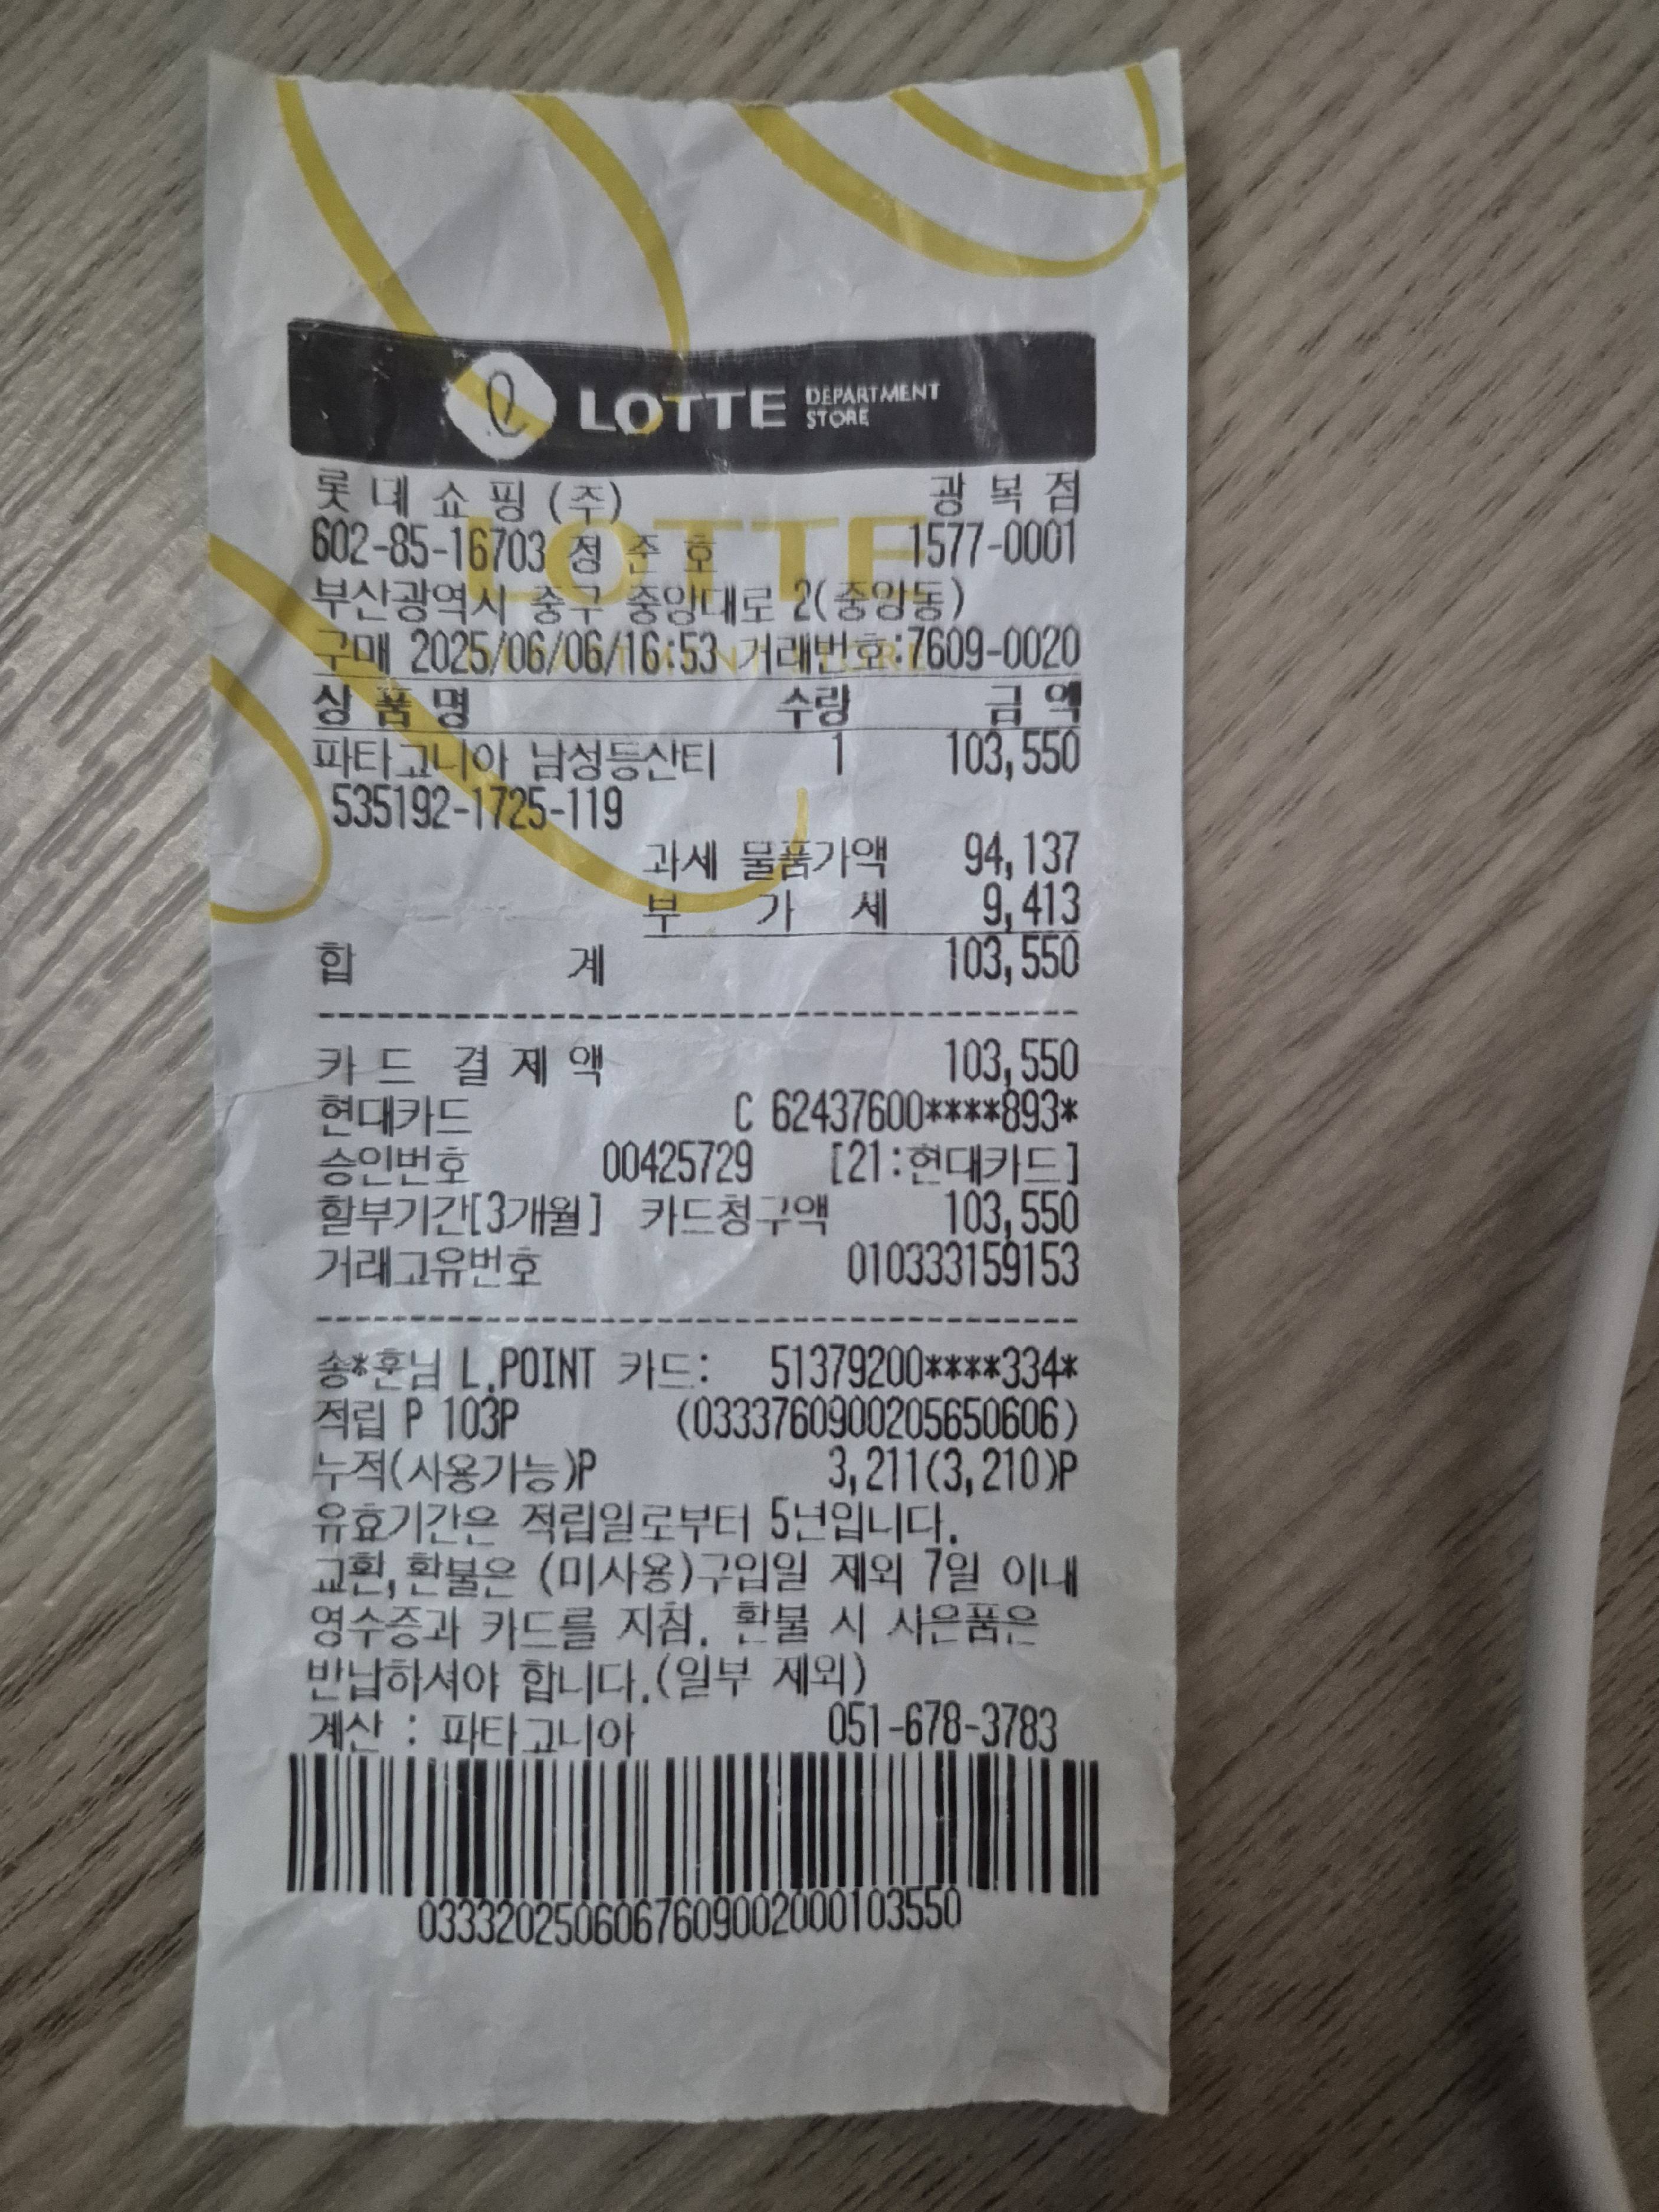 LOTTE DEPARTMENT STORE
롯데쇼핑(주) 광복점
602-85-16703 정준호 1577-0001
부산광역시 중구 중앙대로 2(중앙동)
구매 2025/06/06/16:53 거래번호:7609-0020
상품명 수량 금액
파타고니아 남성등산티 1 103,550
535192-1725-119
과세 물품가액 94,137
부가세 9,413
합계 103,550
카드 결제액 103,550
현대카드 C 62437600****893*
승인번호 00425729 [21:현대카드]
할부기간[3개월] 카드청구액 103,550
거래고유번호 010333159153
송*훈님 L.POINT 카드: 51379200****334*
적립 P 103P (0333760900205650606)
누적(사용가능)P 3,211(3,210)P
유효기간은 적립일로부터 5년입니다.
교환,환불은 (미사용)구입일 제외 7일 이내
영수증과 카드를 지참. 환불 시 사은품은
반납하셔야 합니다.(일부 제외)
계산 : 파타고니아 051-678-3783
0333202506067609002000103550